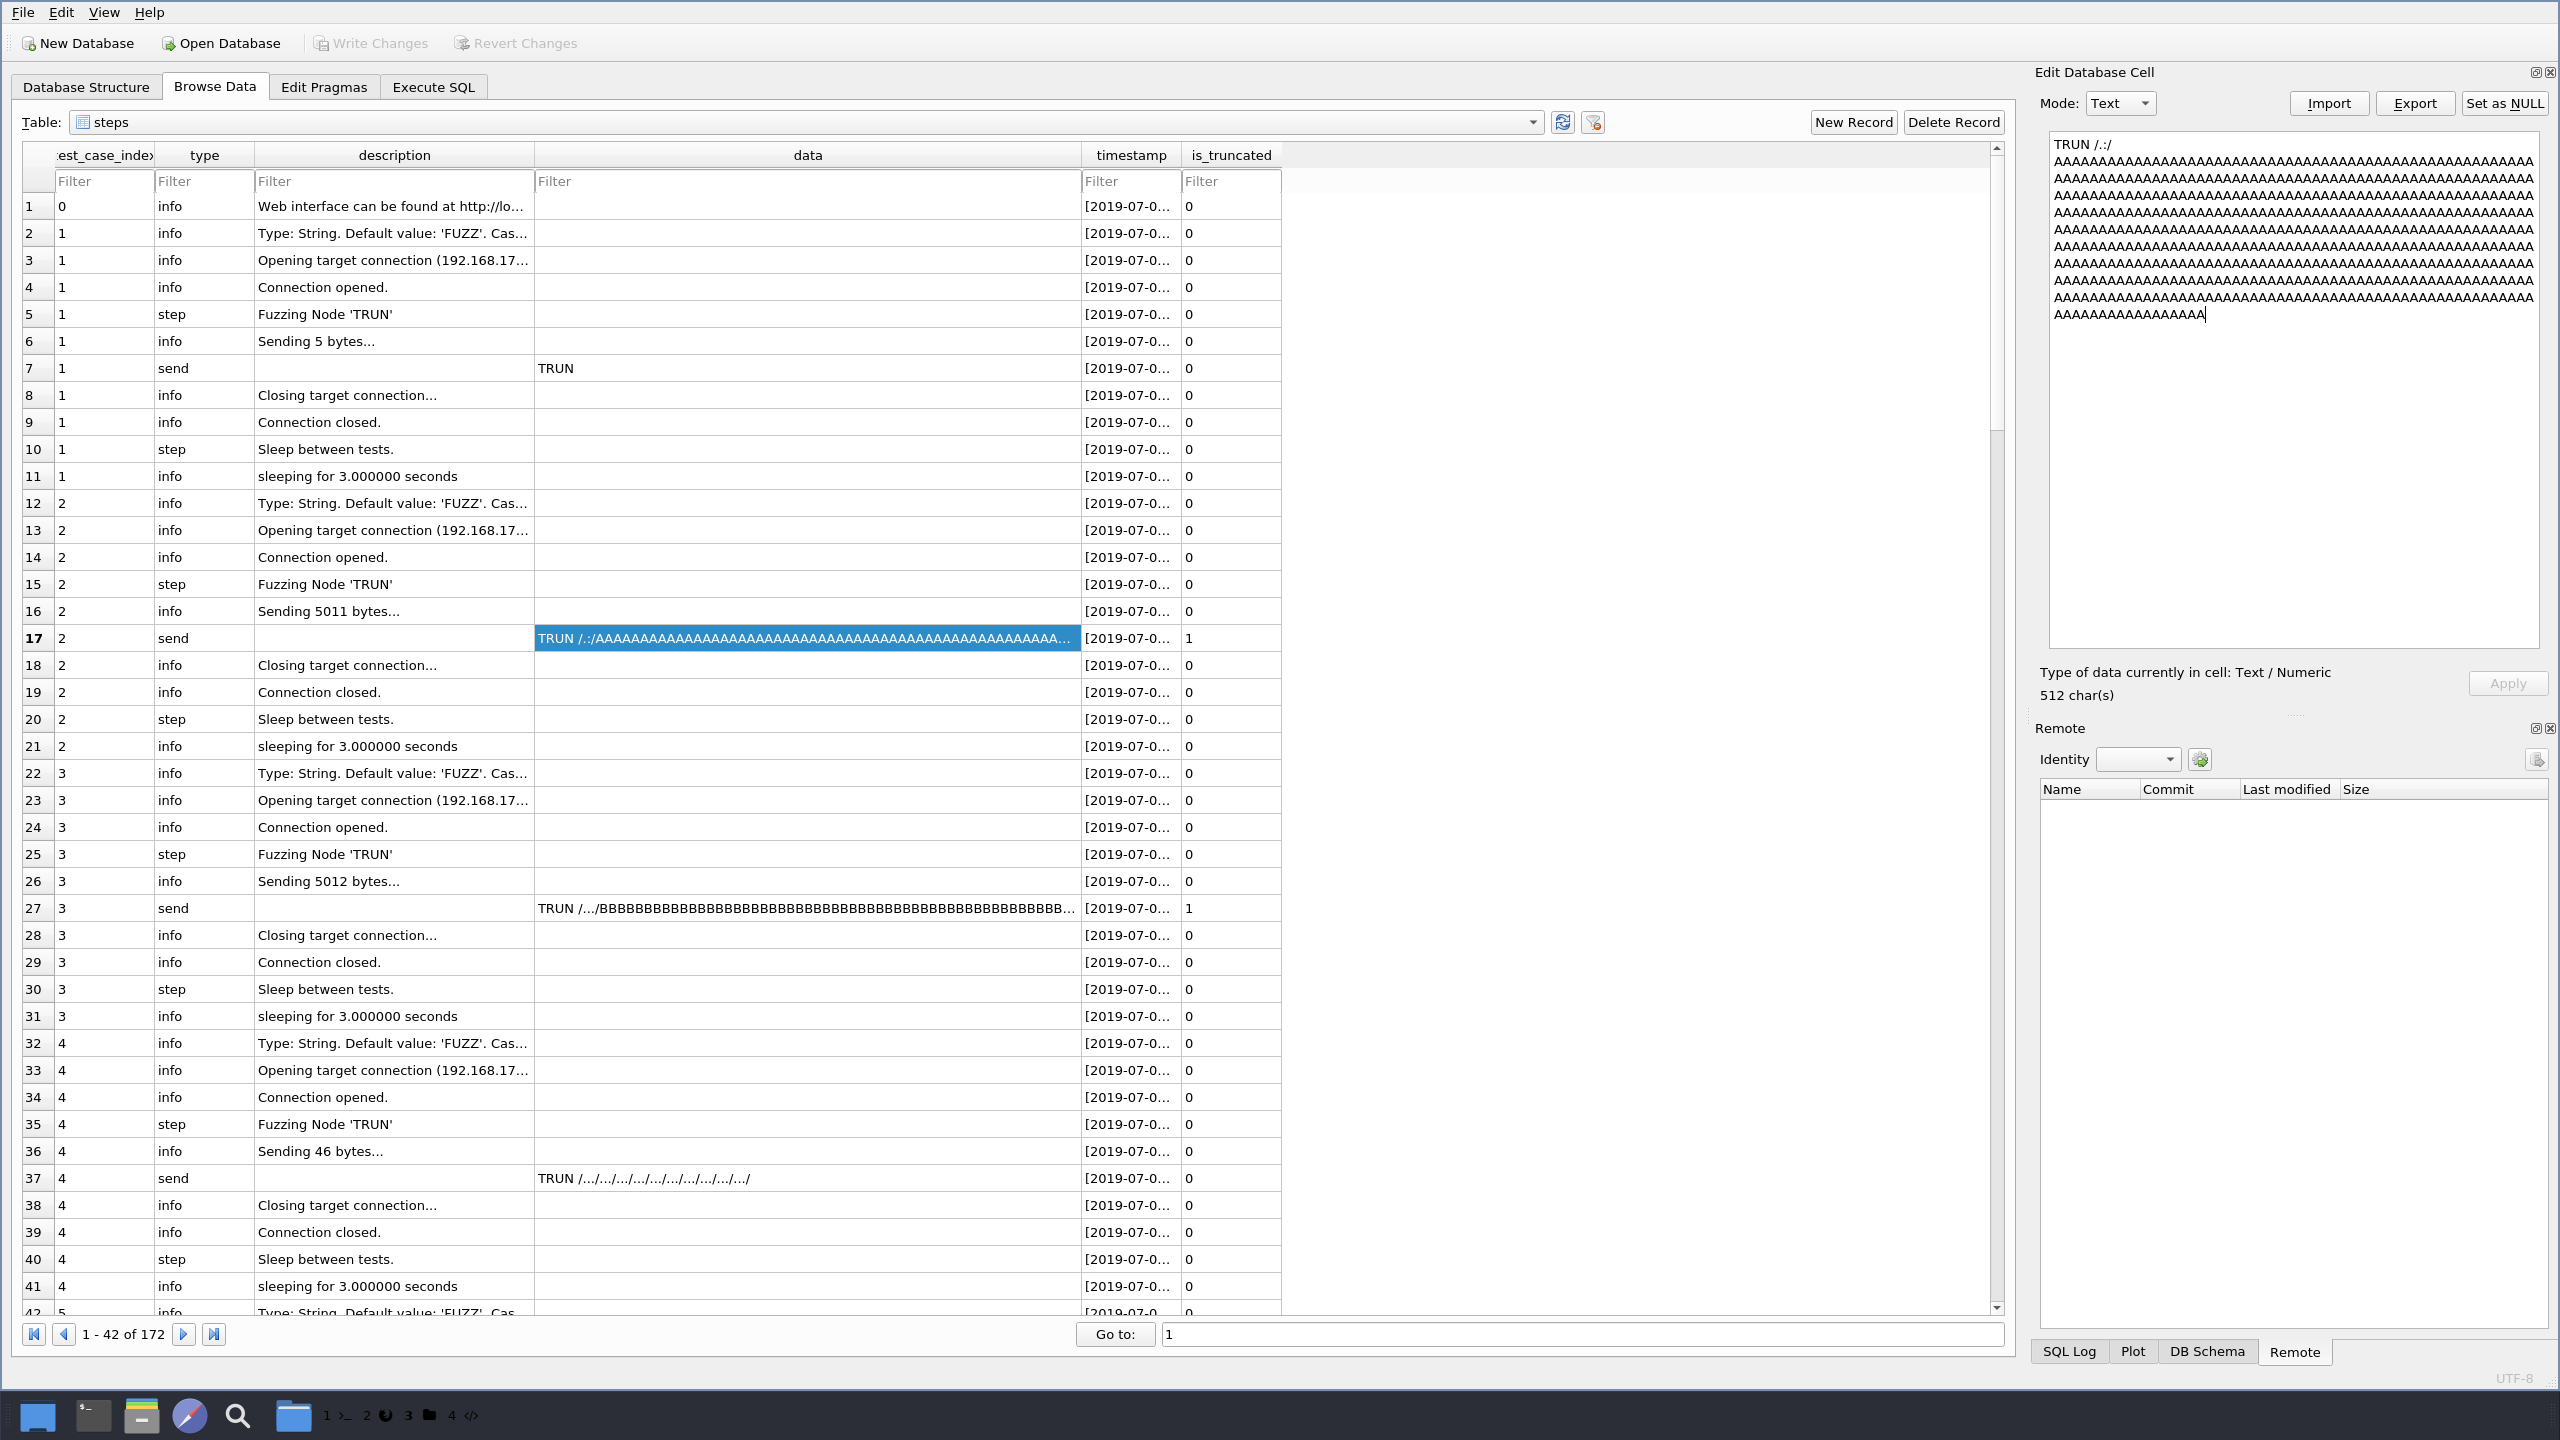 File Edit View Help
New Database Open Database Write Changes Revert Changes
Database Structure Browse Data Edit Pragmas Execute SQL
Table: steps New Record Delete Record
est_case_index type description data timestamp is_truncated
Filter Filter Filter Filter Filter Filter
1 0 info Web interface can be found at http://lo... [2019-07-0... 0
2 1 info Type: String. Default value: 'FUZZ'. Cas... [2019-07-0... 0
3 1 info Opening target connection (192.168.17... [2019-07-0... 0
4 1 info Connection opened. [2019-07-0... 0
5 1 step Fuzzing Node 'TRUN' [2019-07-0... 0
6 1 info Sending 5 bytes... [2019-07-0... 0
7 1 send TRUN [2019-07-0... 0
8 1 info Closing target connection... [2019-07-0... 0
9 1 info Connection closed. [2019-07-0... 0
10 1 step Sleep between tests. [2019-07-0... 0
11 1 info sleeping for 3.000000 seconds [2019-07-0... 0
12 2 info Type: String. Default value: 'FUZZ'. Cas... [2019-07-0... 0
13 2 info Opening target connection (192.168.17... [2019-07-0... 0
14 2 info Connection opened. [2019-07-0... 0
15 2 step Fuzzing Node 'TRUN' [2019-07-0... 0
16 2 info Sending 5011 bytes... [2019-07-0... 0
17 2 send TRUN /.:/AAAAAAAAAAAAAAAAAAAAAAAAAAAAAAAAAAAAAAAAAAAAAAAAAAAA... [2019-07-0... 1
18 2 info Closing target connection... [2019-07-0... 0
19 2 info Connection closed. [2019-07-0... 0
20 2 step Sleep between tests. [2019-07-0... 0
21 2 info sleeping for 3.000000 seconds [2019-07-0... 0
22 3 info Type: String. Default value: 'FUZZ'. Cas... [2019-07-0... 0
23 3 info Opening target connection (192.168.17... [2019-07-0... 0
24 3 info Connection opened. [2019-07-0... 0
25 3 step Fuzzing Node 'TRUN' [2019-07-0... 0
26 3 info Sending 5012 bytes... [2019-07-0... 0
27 3 send TRUN /.../BBBBBBBBBBBBBBBBBBBBBBBBBBBBBBBBBBBBBBBBBBBBBBBBBBBB... [2019-07-0... 1
28 3 info Closing target connection... [2019-07-0... 0
29 3 info Connection closed. [2019-07-0... 0
30 3 step Sleep between tests. [2019-07-0... 0
31 3 info sleeping for 3.000000 seconds [2019-07-0... 0
32 4 info Type: String. Default value: 'FUZZ'. Cas... [2019-07-0... 0
33 4 info Opening target connection (192.168.17... [2019-07-0... 0
34 4 info Connection opened. [2019-07-0... 0
35 4 step Fuzzing Node 'TRUN' [2019-07-0... 0
36 4 info Sending 46 bytes... [2019-07-0... 0
37 4 send TRUN /.../.../.../.../.../.../.../.../.../.../ [2019-07-0... 0
38 4 info Closing target connection... [2019-07-0... 0
39 4 info Connection closed. [2019-07-0... 0
40 4 step Sleep between tests. [2019-07-0... 0
41 4 info sleeping for 3.000000 seconds [2019-07-0... 0
42 5 info Type: String. Default value: 'FUZZ'. Cas... [2019-07-0... 0
1 - 42 of 172 Go to: 1
Edit Database Cell
Mode: Text Import Export Set as NULL
TRUN /.:/
AAAAAAAAAAAAAAAAAAAAAAAAAAAAAAAAAAAAAAAAAAAAAAAAAAAAAA
AAAAAAAAAAAAAAAAAAAAAAAAAAAAAAAAAAAAAAAAAAAAAAAAAAAAAA
AAAAAAAAAAAAAAAAAAAAAAAAAAAAAAAAAAAAAAAAAAAAAAAAAAAAAA
AAAAAAAAAAAAAAAAAAAAAAAAAAAAAAAAAAAAAAAAAAAAAAAAAAAAAA
AAAAAAAAAAAAAAAAAAAAAAAAAAAAAAAAAAAAAAAAAAAAAAAAAAAAAA
AAAAAAAAAAAAAAAAAAAAAAAAAAAAAAAAAAAAAAAAAAAAAAAAAAAAAA
AAAAAAAAAAAAAAAAAAAAAAAAAAAAAAAAAAAAAAAAAAAAAAAAAAAAAA
AAAAAAAAAAAAAAAAAAAAAAAAAAAAAAAAAAAAAAAAAAAAAAAAAAAAAA
AAAAAAAAAAAAAAAAAAAAAAAAAAAAAAAAAAAAAAAAAAAAAAAAAAAAAA
AAAAAAAAAAAAAAAAA
Type of data currently in cell: Text / Numeric
512 char(s)
Apply
Remote
Identity
Name Commit Last modified Size
SQL Log Plot DB Schema Remote
UTF-8
1 2 3 4